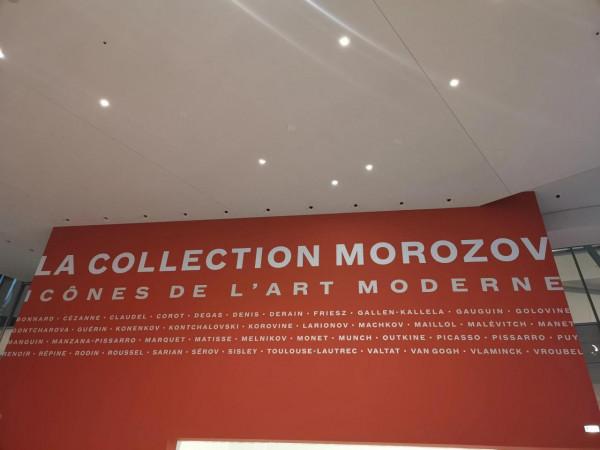 LA COLLECTION MOROZOV
ICÔNES DE L'ART MODERNE
BONNARD · CÉZANNE · CLAUDEL · COROT · DEGAS · DENIS · DERAIN · FRIESZ · GALLEN-KALLELA · GAUGUIN · GOLOVINE
GONTCHAROVA · GUÉRIN · KONENKOV · KONTCHALOVSKI · KOROVINE · LARIONOV · MACHKOV · MAILLOL · MALÉVITCH · MANET
MANGUIN · MANZANA-PISSARRO · MARQUET · MATISSE · MELNIKOV · MONET · MUNCH · OUTKINE · PICASSO · PISSARRO · PUY
RENOIR · RÉPINE · RODIN · ROUSSEL · SARIAN · SÉROV · SISLEY · TOULOUSE-LAUTREC · VALTAT · VAN GOGH · VLAMINCK · VROUBEL